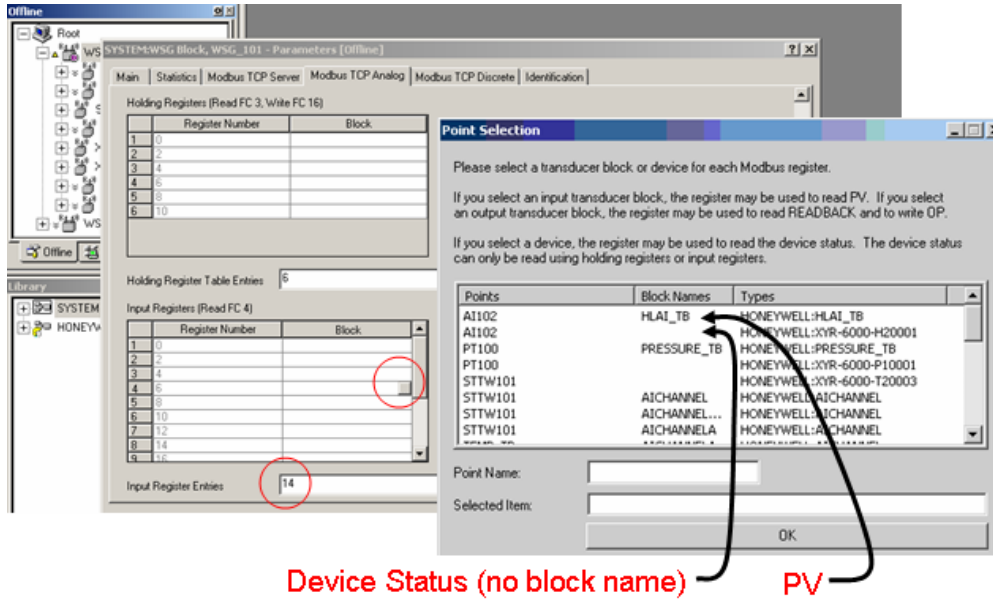 Offline
Root
WS
S
WS
Offline
Library
SYSTEM
HONEYW
SYSTEM:WSG Block, WSG_101 - Parameters [Offline]
Main | Statistics | Modbus TCP Server | Modbus TCP Analog | Modbus TCP Discrete | Identification
Holding Registers (Read FC 3, Write FC 16)
Register Number Block
1 0
2 2
3 4
4 6
5 8
6 10
Holding Register Table Entries 6
Input Registers (Read FC 4)
Register Number Block
1 0
2 2
3 4
4 6
5 8
6 10
7 12
8 14
9 16
Input Register Entries 14
Point Selection
Please select a transducer block or device for each Modbus register.
If you select an input transducer block, the register may be used to read PV. If you select
an output transducer block, the register may be used to read READBACK and to write OP.
If you select a device, the register may be used to read the device status. The device status
can only be read using holding registers or input registers.
Points Block Names Types
AI102 HLAI_TB HONEYWELL:HLAI_TB
AI102 HONEYWELL:XYR-6000-H20001
PT100 PRESSURE_TB HONEYWELL:PRESSURE_TB
PT100 HONEYWELL:XYR-6000-P10001
STTW101 HONEYWELL:XYR-6000-T20003
STTW101 AICHANNEL HONEYWELL:AICHANNEL
STTW101 AICHANNEL... HONEYWELL:AICHANNEL
STTW101 AICHANNELA HONEYWELL:AICHANNEL
Point Name:
Selected Item:
OK
Device Status (no block name)
PV